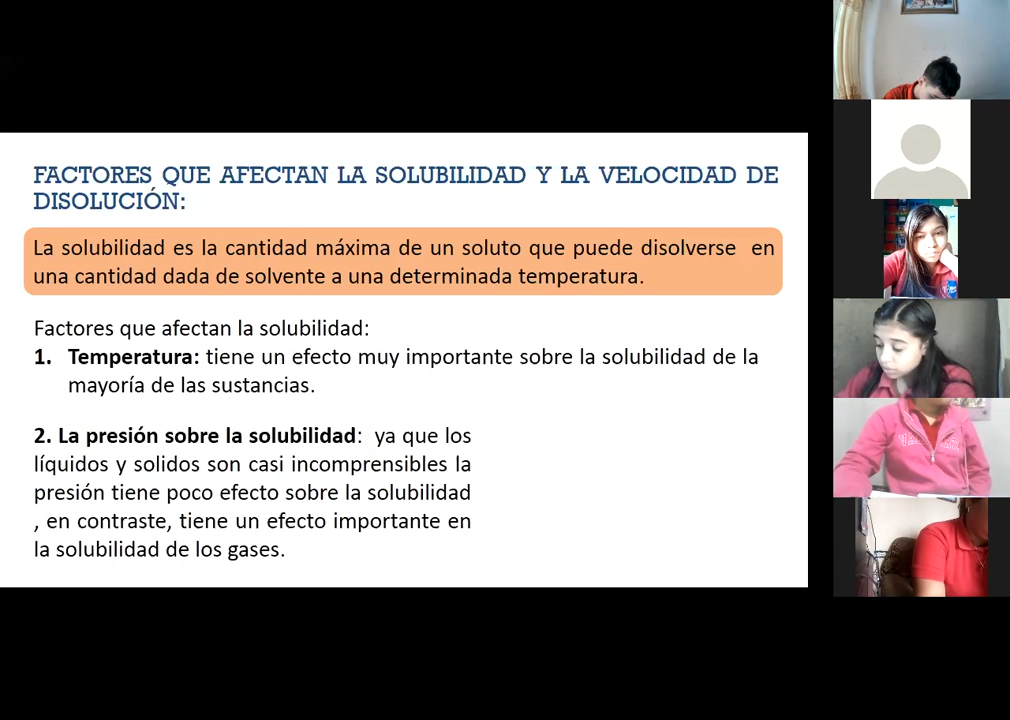 FACTORES QUE AFECTAN LA SOLUBILIDAD Y LA VELOCIDAD DE
DISOLUCIÓN:
La solubilidad es la cantidad máxima de un soluto que puede disolverse en
una cantidad dada de solvente a una determinada temperatura.
Factores que afectan la solubilidad:
1. Temperatura: tiene un efecto muy importante sobre la solubilidad de la
mayoría de las sustancias.
2. La presión sobre la solubilidad: ya que los
líquidos y solidos son casi incomprensibles la
presión tiene poco efecto sobre la solubilidad
, en contraste, tiene un efecto importante en
la solubilidad de los gases.